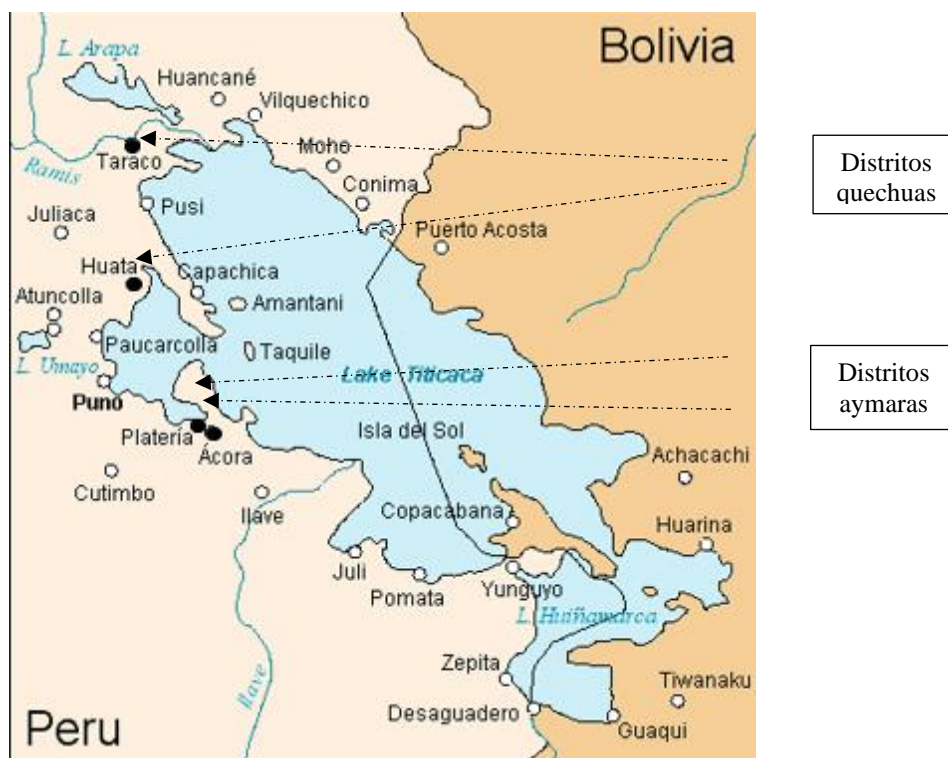 Bolivia
L. Arapa
Huancané
Vilquechico
Ramis
Taraco
Moho
Conima
Distritos
quechuas
Juliaca
Pusi
Puerto Acosta
Huata
Capachica
Atuncolla
Amantani
Paucarcolla
Taquile
L. Umayo
Lake Titicaca
Puno
Distritos
aymaras
Platería
Ácora
Isla del Sol
Cutimbo
Ilave
Achacachi
Copacabana
Huarina
Juli
Pomata
Yunguyo
L. Huiñamarca
Ilave
Zepita
Tiwanaku
Desaguadero
Guaqui
Peru